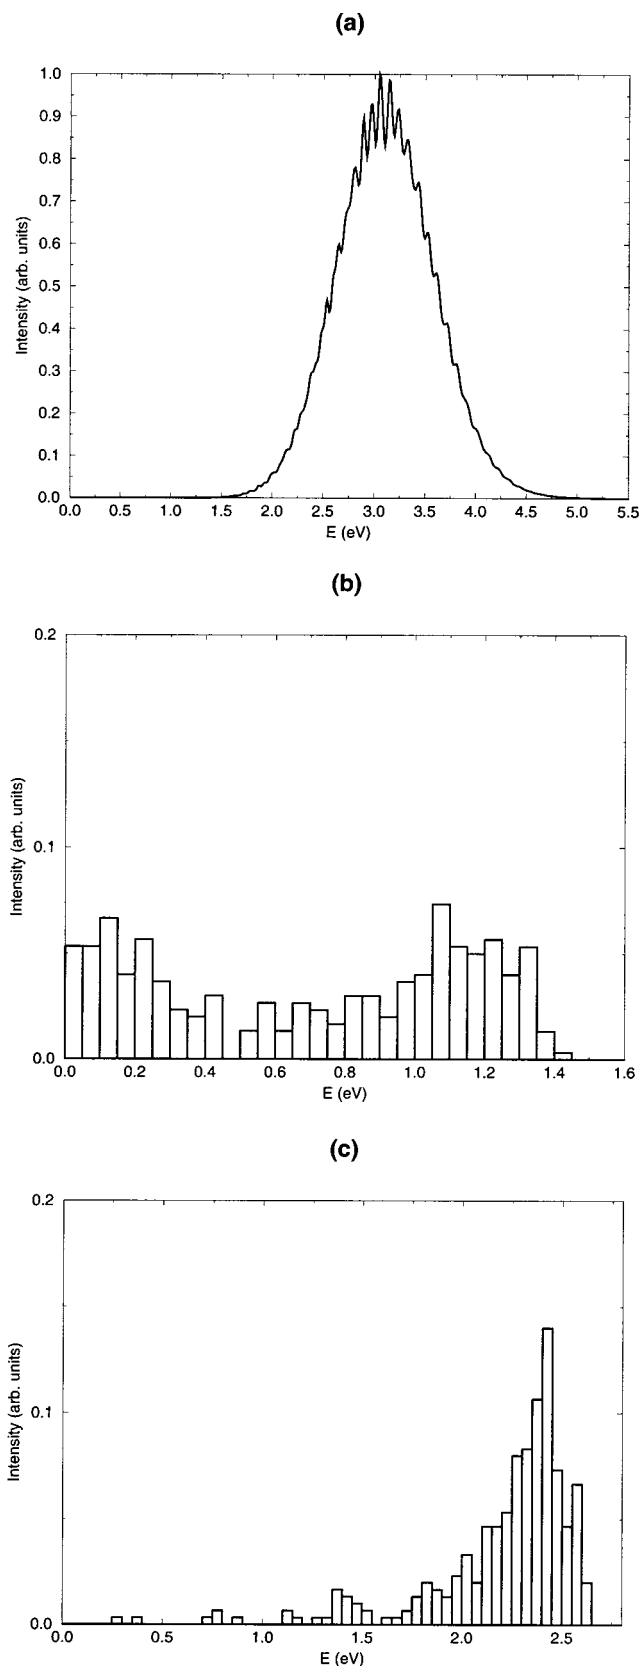 (a)
1.0
0.9
0.8
0.7
0.6
0.5
0.4
0.3
0.2
0.1
0.0
Intensity (arb. units)
0.0 0.5 1.0 1.5 2.0 2.5 3.0 3.5 4.0 4.5 5.0 5.5
E (eV)
(b)
0.2
0.1
0.0
Intensity (arb. units)
0.0 0.2 0.4 0.6 0.8 1.0 1.2 1.4 1.6
E (eV)
(c)
0.2
0.1
0.0
Intensity (arb. units)
0.0 0.5 1.0 1.5 2.0 2.5
E (eV)